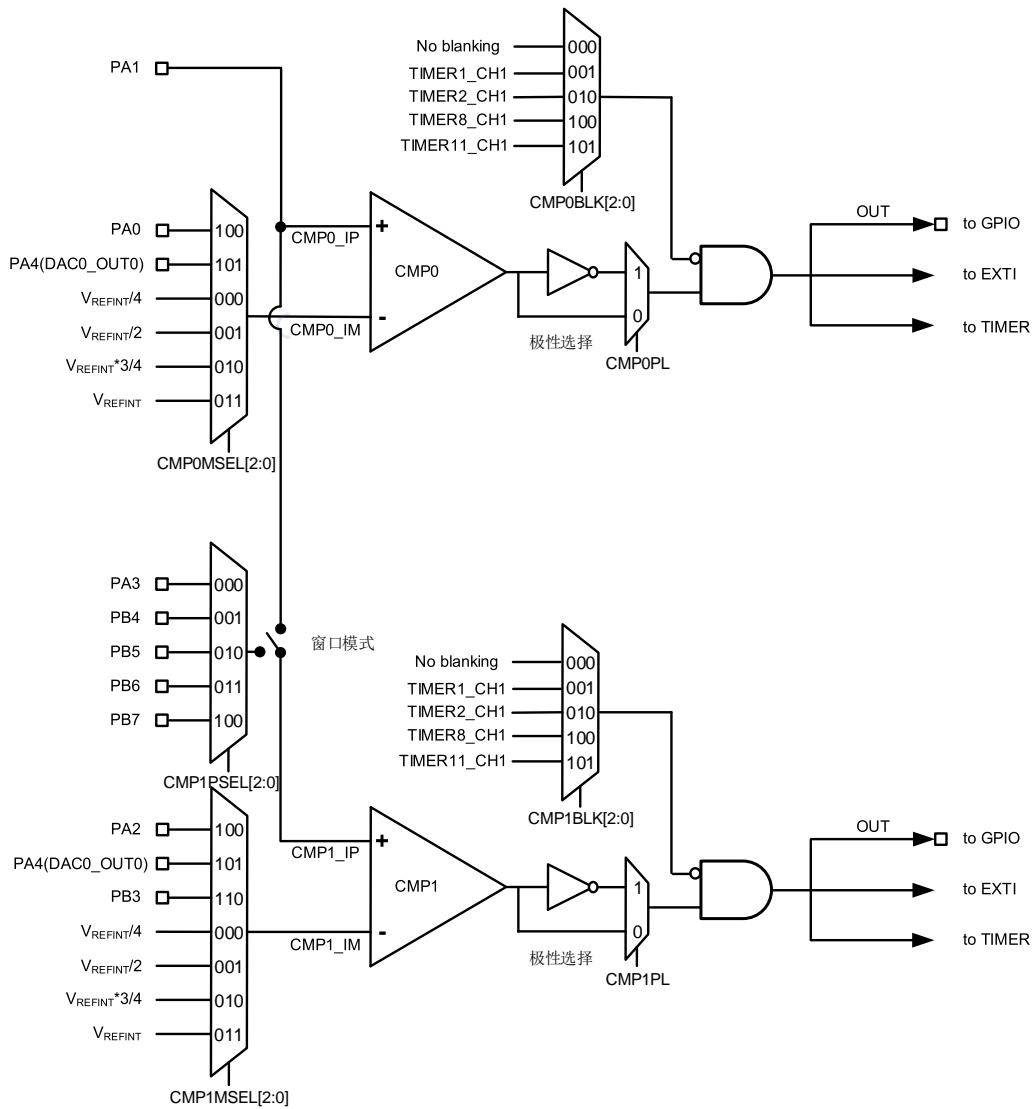 PA1
No blanking
000
TIMER1_CH1
001
TIMER2_CH1
010
TIMER8_CH1
100
TIMER11_CH1
101
CMP0BLK[2:0]
PA0
100
PA4(DAC0_OUT0)
101
VREFINT/4
000
VREFINT/2
001
VREFINT*3/4
010
VREFINT
011
CMP0MSEL[2:0]
+
CMP0_IP
CMP0
-
CMP0_IM
1
0
极性选择
CMP0PL
OUT
to GPIO
to EXTI
to TIMER
PA3
000
PB4
001
PB5
010
PB6
011
PB7
100
CMP1PSEL[2:0]
窗口模式
No blanking
000
TIMER1_CH1
001
TIMER2_CH1
010
TIMER8_CH1
100
TIMER11_CH1
101
CMP1BLK[2:0]
PA2
100
PA4(DAC0_OUT0)
101
PB3
110
VREFINT/4
000
VREFINT/2
001
VREFINT*3/4
010
VREFINT
011
CMP1MSEL[2:0]
+
CMP1_IP
CMP1
-
CMP1_IM
1
0
极性选择
CMP1PL
OUT
to GPIO
to EXTI
to TIMER